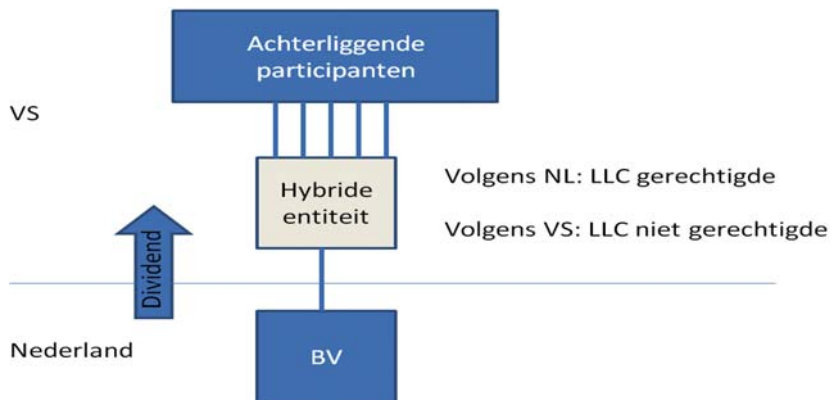 Achterliggende
participanten
VS
Hybride
entiteit
Volgens NL: LLC gerechtigde
Volgens VS: LLC niet gerechtigde
Dividend
Nederland
BV